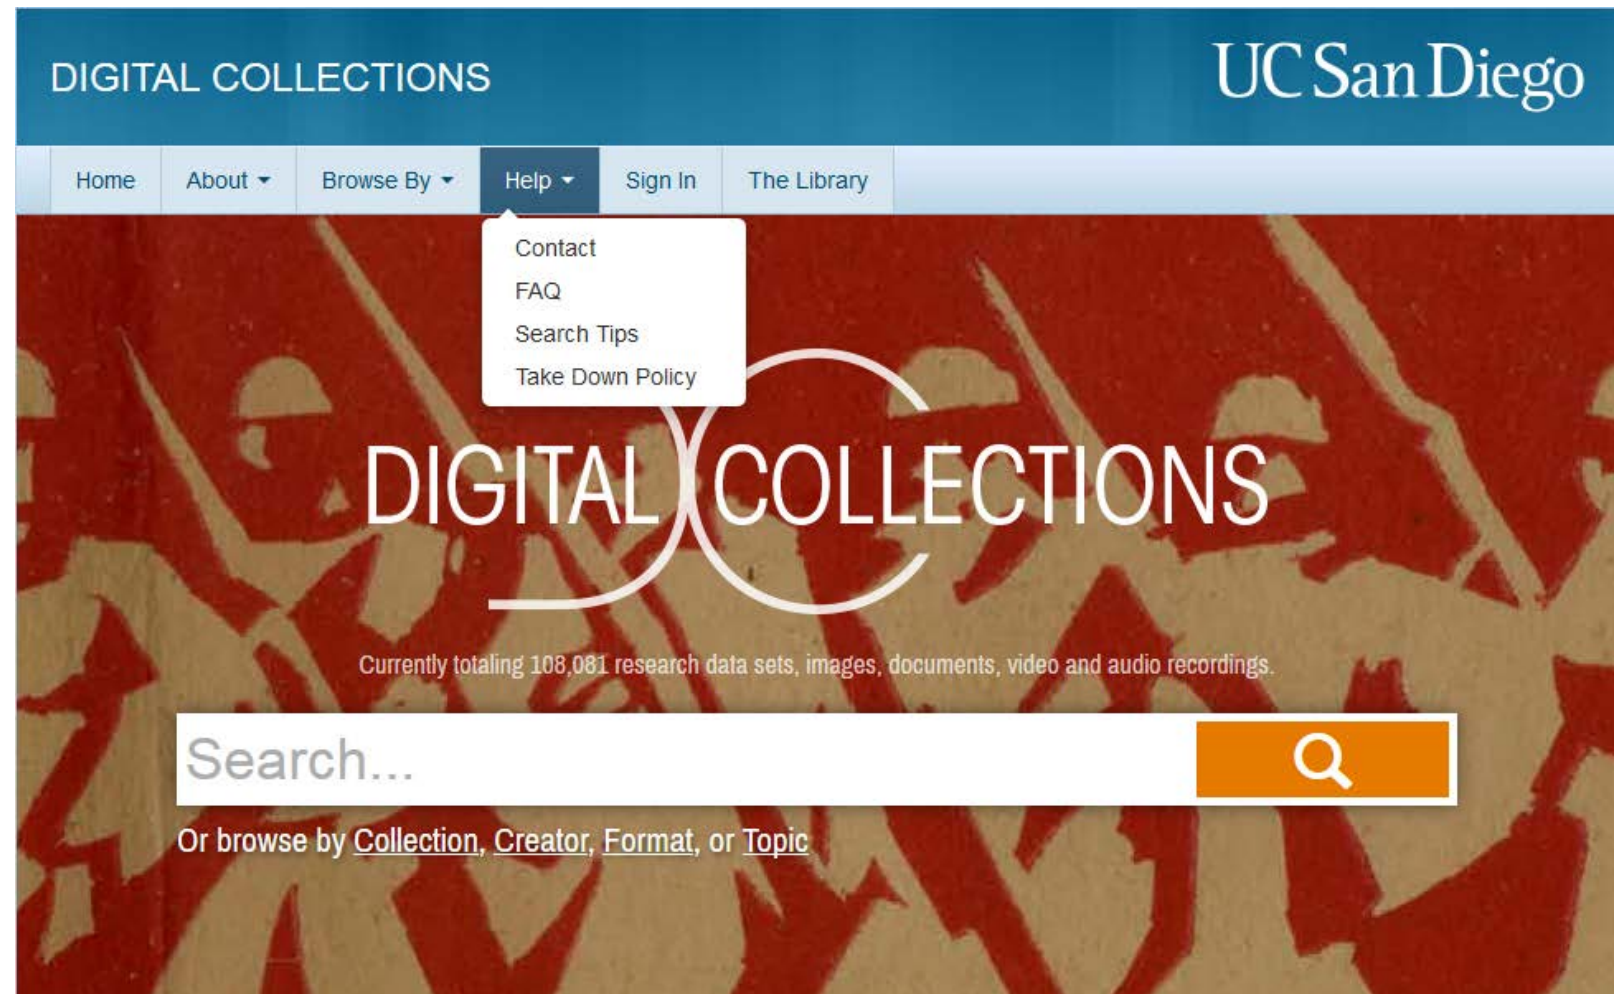 DIGITAL COLLECTIONS
UC San Diego
Home About Browse By Help Sign In The Library
Contact
FAQ
Search Tips
Take Down Policy
DIGITAL COLLECTIONS
Currently totaling 108,081 research data sets, images, documents, video and audio recordings.
Search...
Or browse by Collection, Creator, Format, or Topic